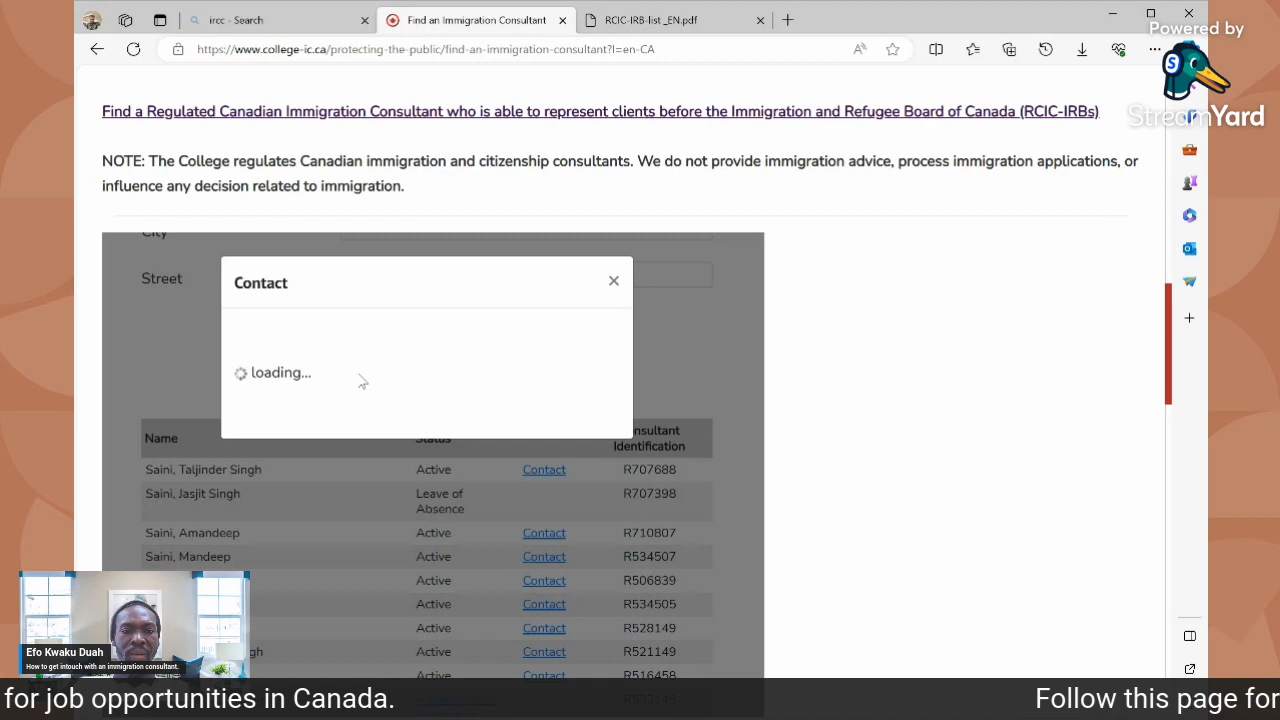 ircc - Search
Find an Immigration Consultant
RCIC-IRB-list _EN.pdf
https://www.college-ic.ca/protecting-the-public/find-an-immigration-consultant?l=en-CA
Powered by
StreamYard
Find a Regulated Canadian Immigration Consultant who is able to represent clients before the Immigration and Refugee Board of Canada (RCIC-IRBs)
NOTE: The College regulates Canadian immigration and citizenship consultants. We do not provide immigration advice, process immigration applications, or
influence any decision related to immigration.
City
Street
Contact
loading...
Name Status Consultant
Identification
Saini, Taljinder Singh Active Contact R707688
Saini, Jasjit Singh Leave of Absence R707398
Saini, Amandeep Active Contact R710807
Saini, Mandeep Active Contact R534507
Active Contact R506839
Active Contact R534505
Active Contact R528149
Active Contact R521149
Active Contact R516458
Efo Kwaku Duah
How to get intouch with an immigration consultant.
for job opportunities in Canada. Follow this page for